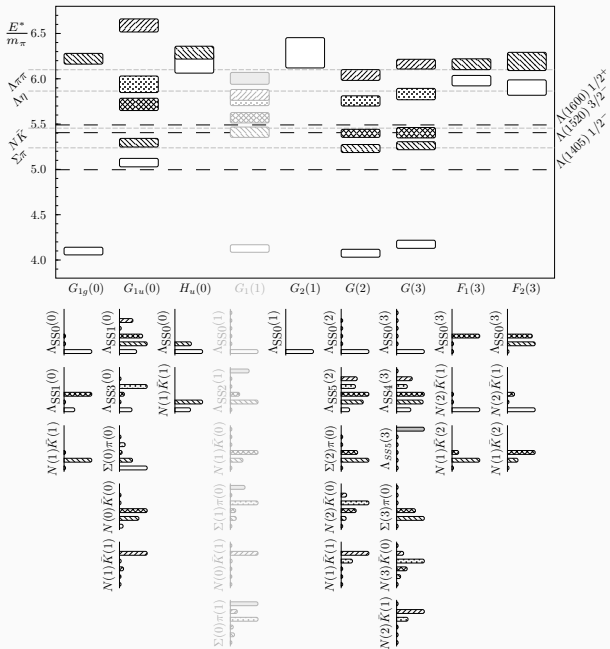 E*
m_π
6.5
6.0
5.5
5.0
4.5
4.0
Λππ
Λη
NK̄
Σπ
Λ(1600) 1/2⁺
Λ(1520) 3/2⁻
Λ(1405) 1/2⁻
G₁g(0) G₁u(0) Hu(0) G₁(1) G₂(1) G(2) G(3) F₁(3) F₂(3)
ΛSS0(0) ΛSS1(0) ΛSS0(0) ΛSS0(1) ΛSS0(1) ΛSS0(2) ΛSS0(3) ΛSS0(3) ΛSS0(3)
ΛSS1(0) ΛSS3(0) N(1)K̄(1) ΛSS2(1) ΛSS5(2) ΛSS4(3) N(2)K̄(1) N(2)K̄(1)
N(1)K̄(1) Σ(0)π(0) N(1)K̄(0) Σ(2)π(0) ΛSS5(3) N(1)K̄(2) N(1)K̄(2)
N(0)K̄(0) Σ(1)π(0) N(2)K̄(0) Σ(3)π(0)
N(1)K̄(1) N(0)K̄(1) N(1)K̄(1) N(3)K̄(0)
Σ(0)π(1) N(2)K̄(1)